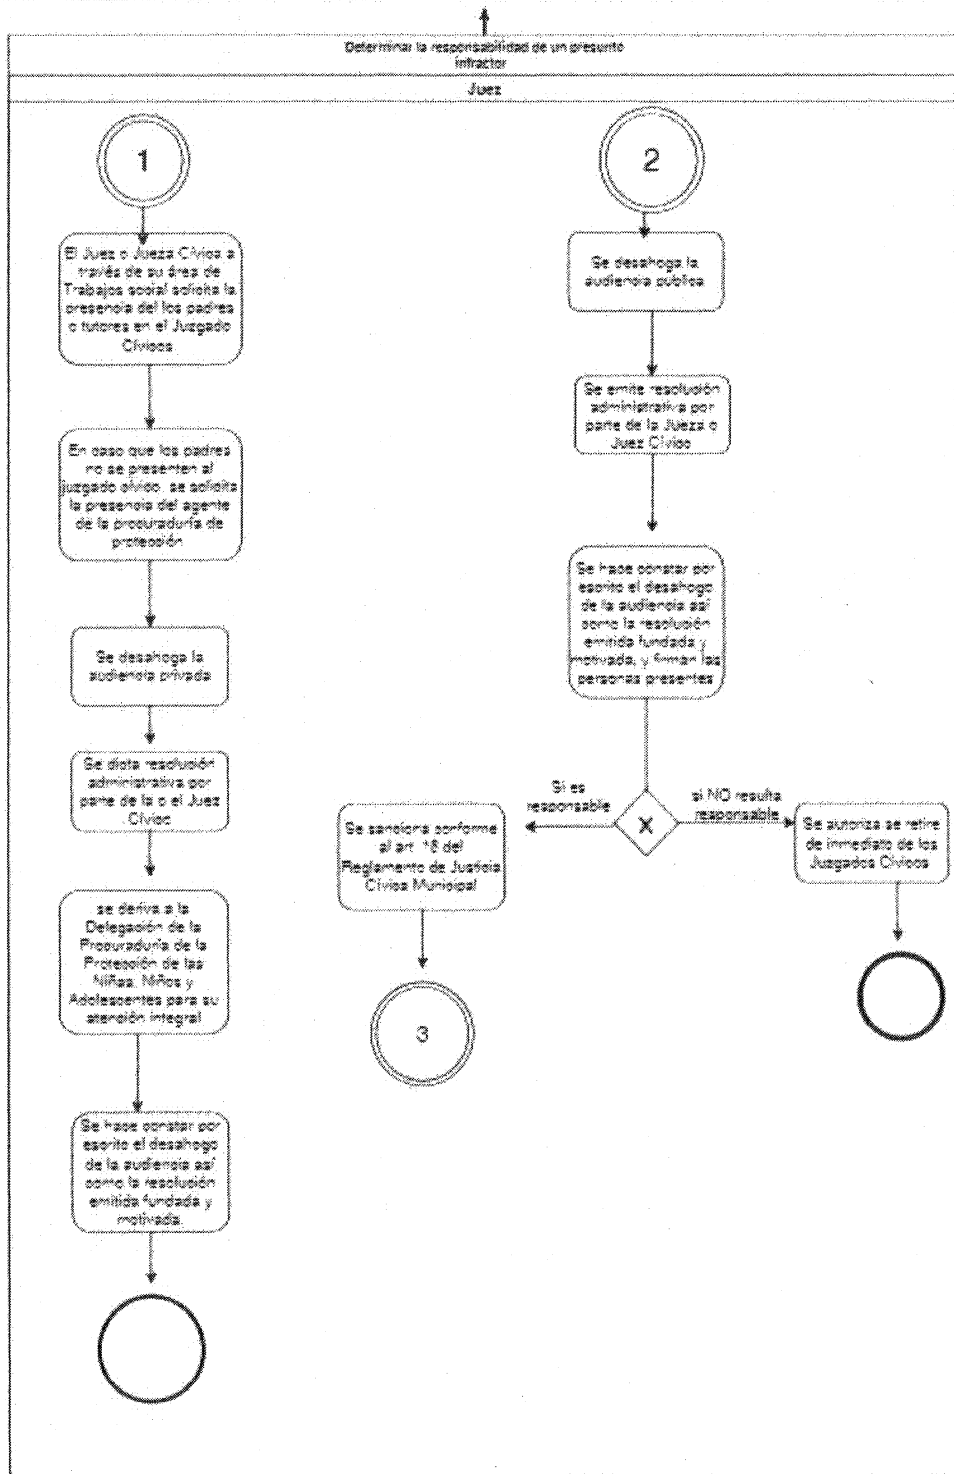 Determinar la responsabilidad de un presunto
infractor
Juez
1
El Juez o Jueza Cívica a
través de su área de
Trabajos social solicita la
presencia del los padres
o tutores en el Juzgado
Cívicos
En caso que los padres
no se presenten al
juzgado cívico, se solicita
la presencia del agente
de la procuraduría de
protección
Se desahoga la
audiencia privada
Se dicta resolución
administrativa por
parte de la o el Juez
Cívico
se deriva a la
Delegación de la
Procuraduría de la
Protección de las
Niñas, Niños y
Adolescentes para su
atención integral
Se hace constar por
escrito el desahogo
de la audiencia así
como la resolución
emitida fundada y
motivada.
2
Se desahoga la
audiencia publica
Se emite resolución
administrativa por
parte de la Jueza o
Juez Cívico
Se hace constar por
escrito el desahogo
de la audiencia así
como la resolución
emitida fundada y
motivada, y firman las
personas presentes
Si es
responsable
X
si NO resulta
responsable
Se sanciona conforme
al art. 18 del
Reglamento de Justicia
Cívica Municipal
3
Se autoriza se retire
de inmediato de los
Juzgados Cívicos